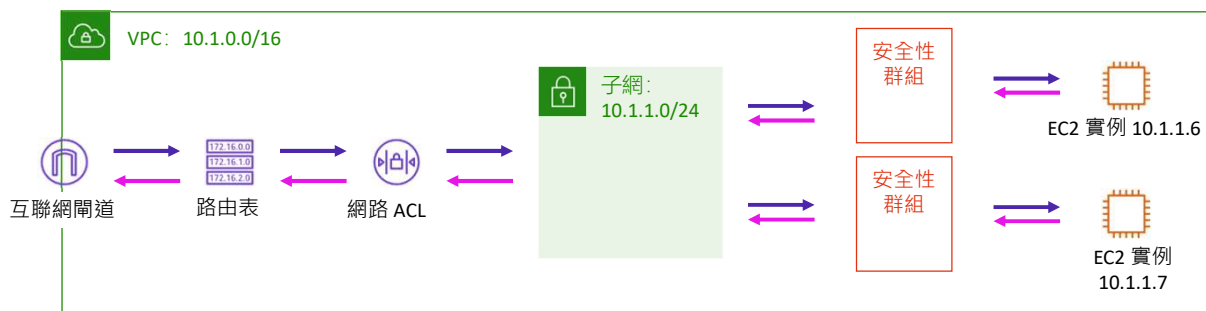 VPC: 10.1.0.0/16
安全性
群組
子網:
10.1.1.0/24
EC2 實例 10.1.1.6
172.16.0.0
172.16.1.0
172.16.2.0
互聯網閘道
路由表
網路 ACL
安全性
群組
EC2 實例
10.1.1.7